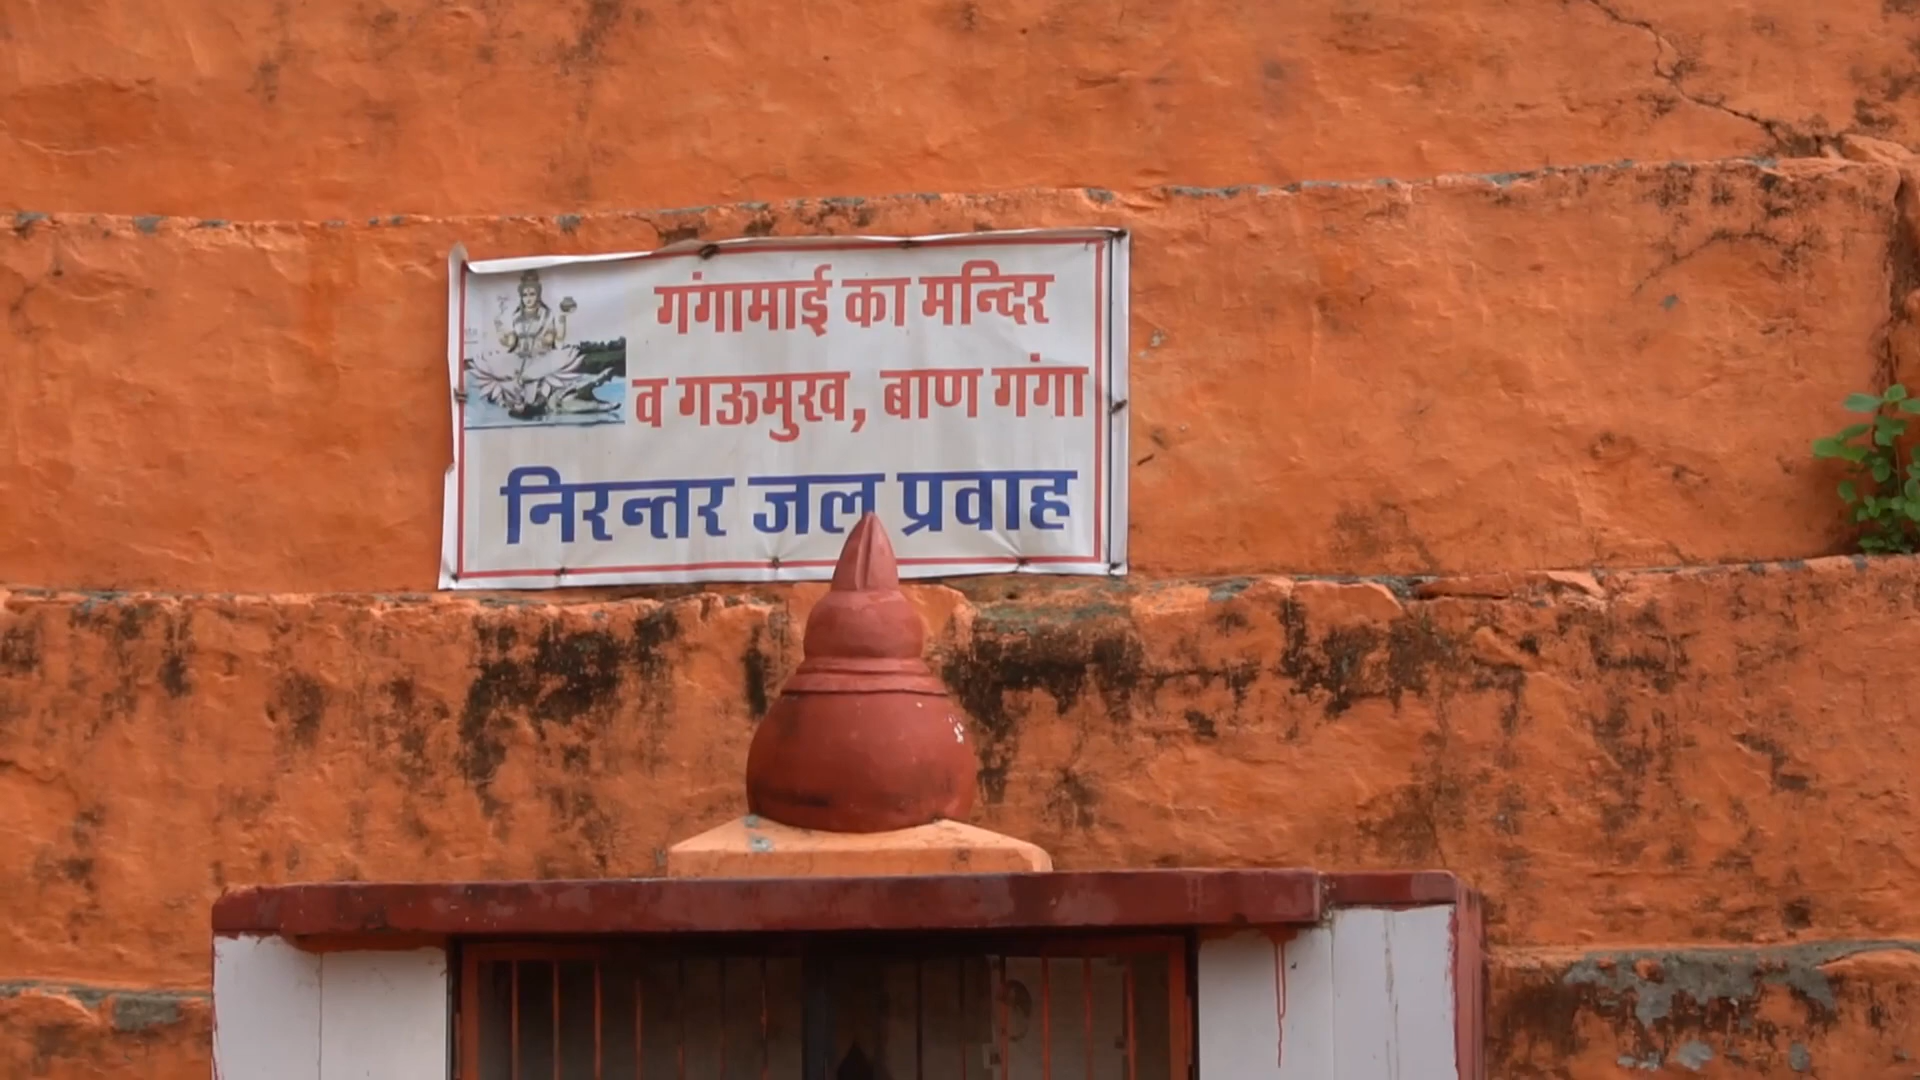 गंगामाई का मन्दिर
व गऊमुख, बाण गंगा
निरन्तर जल प्रवाह